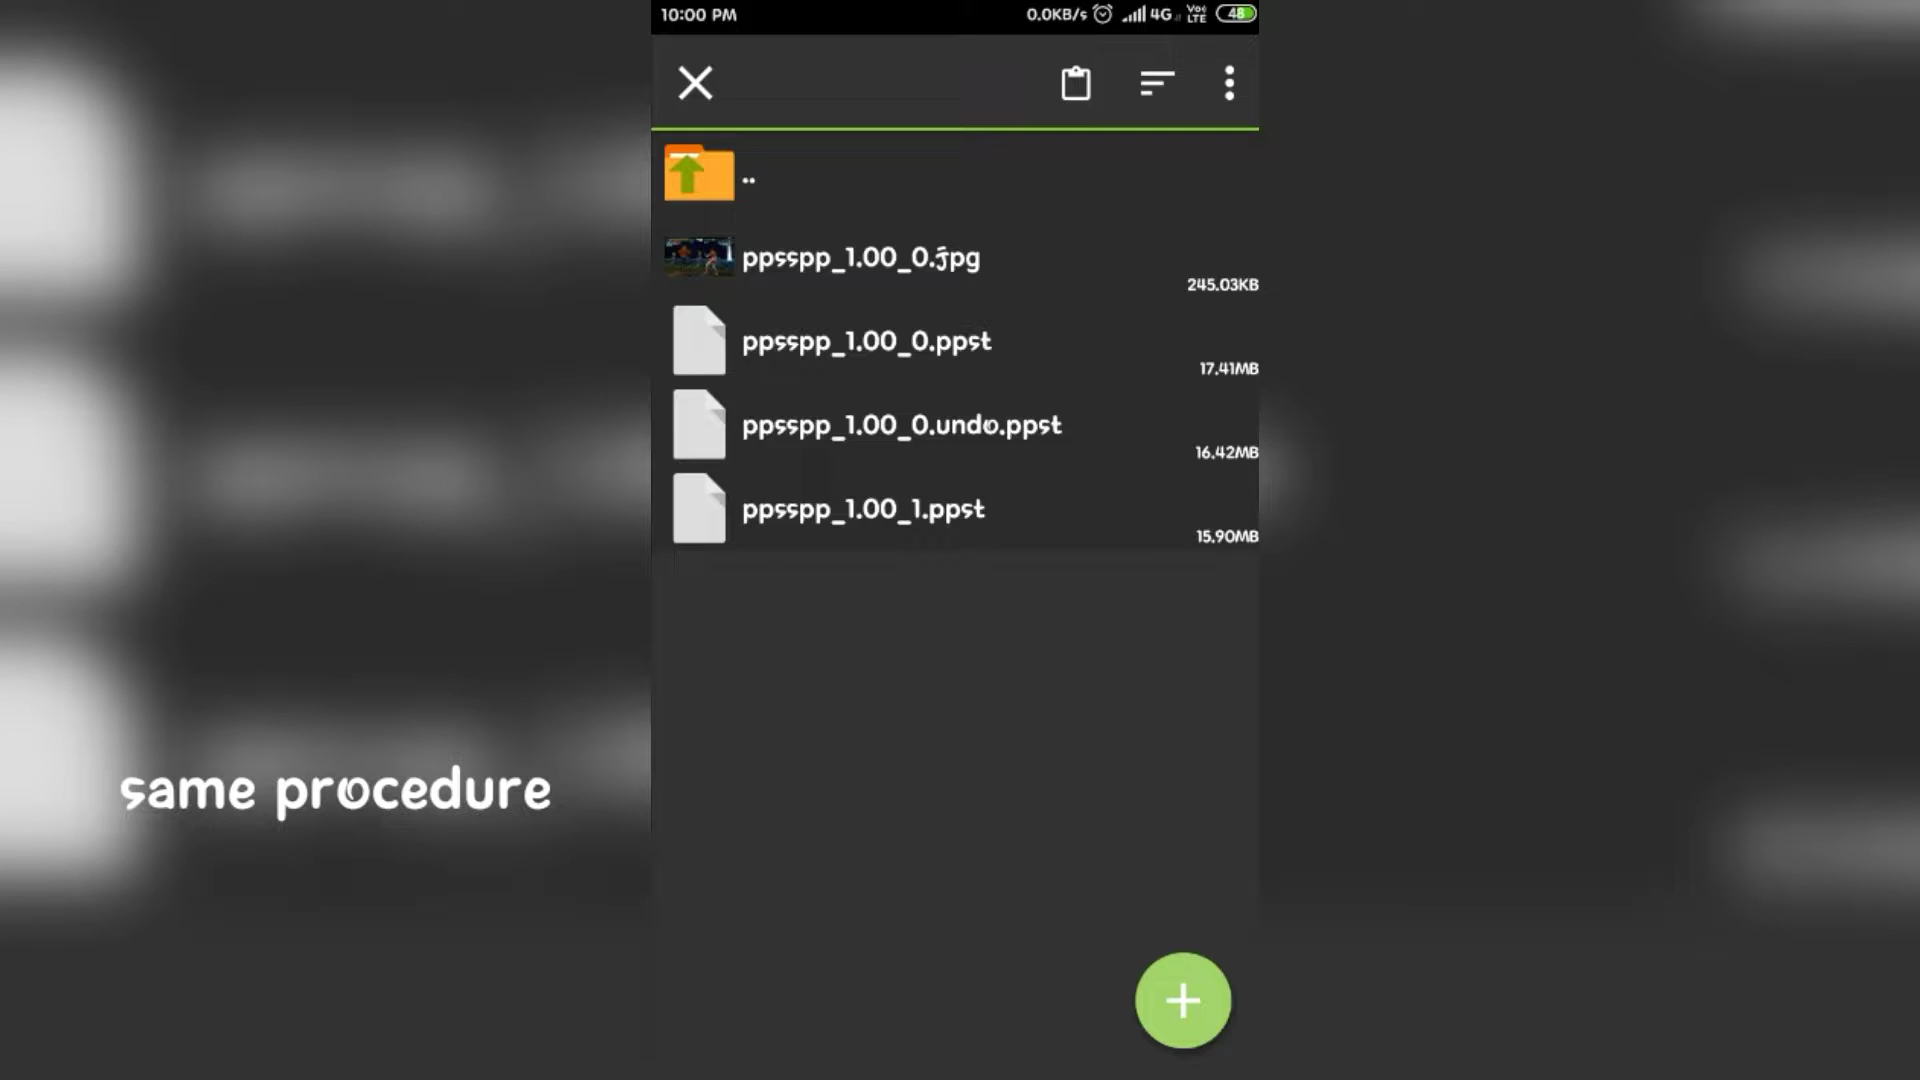 10:00 PM
0.0KB/s 4G Vo) LTE 48
..
ppsspp_1.00_0.jpg
245.03KB
ppsspp_1.00_0.ppst
17.41MB
ppsspp_1.00_0.undo.ppst
16.42MB
ppsspp_1.00_1.ppst
15.90MB
same procedure